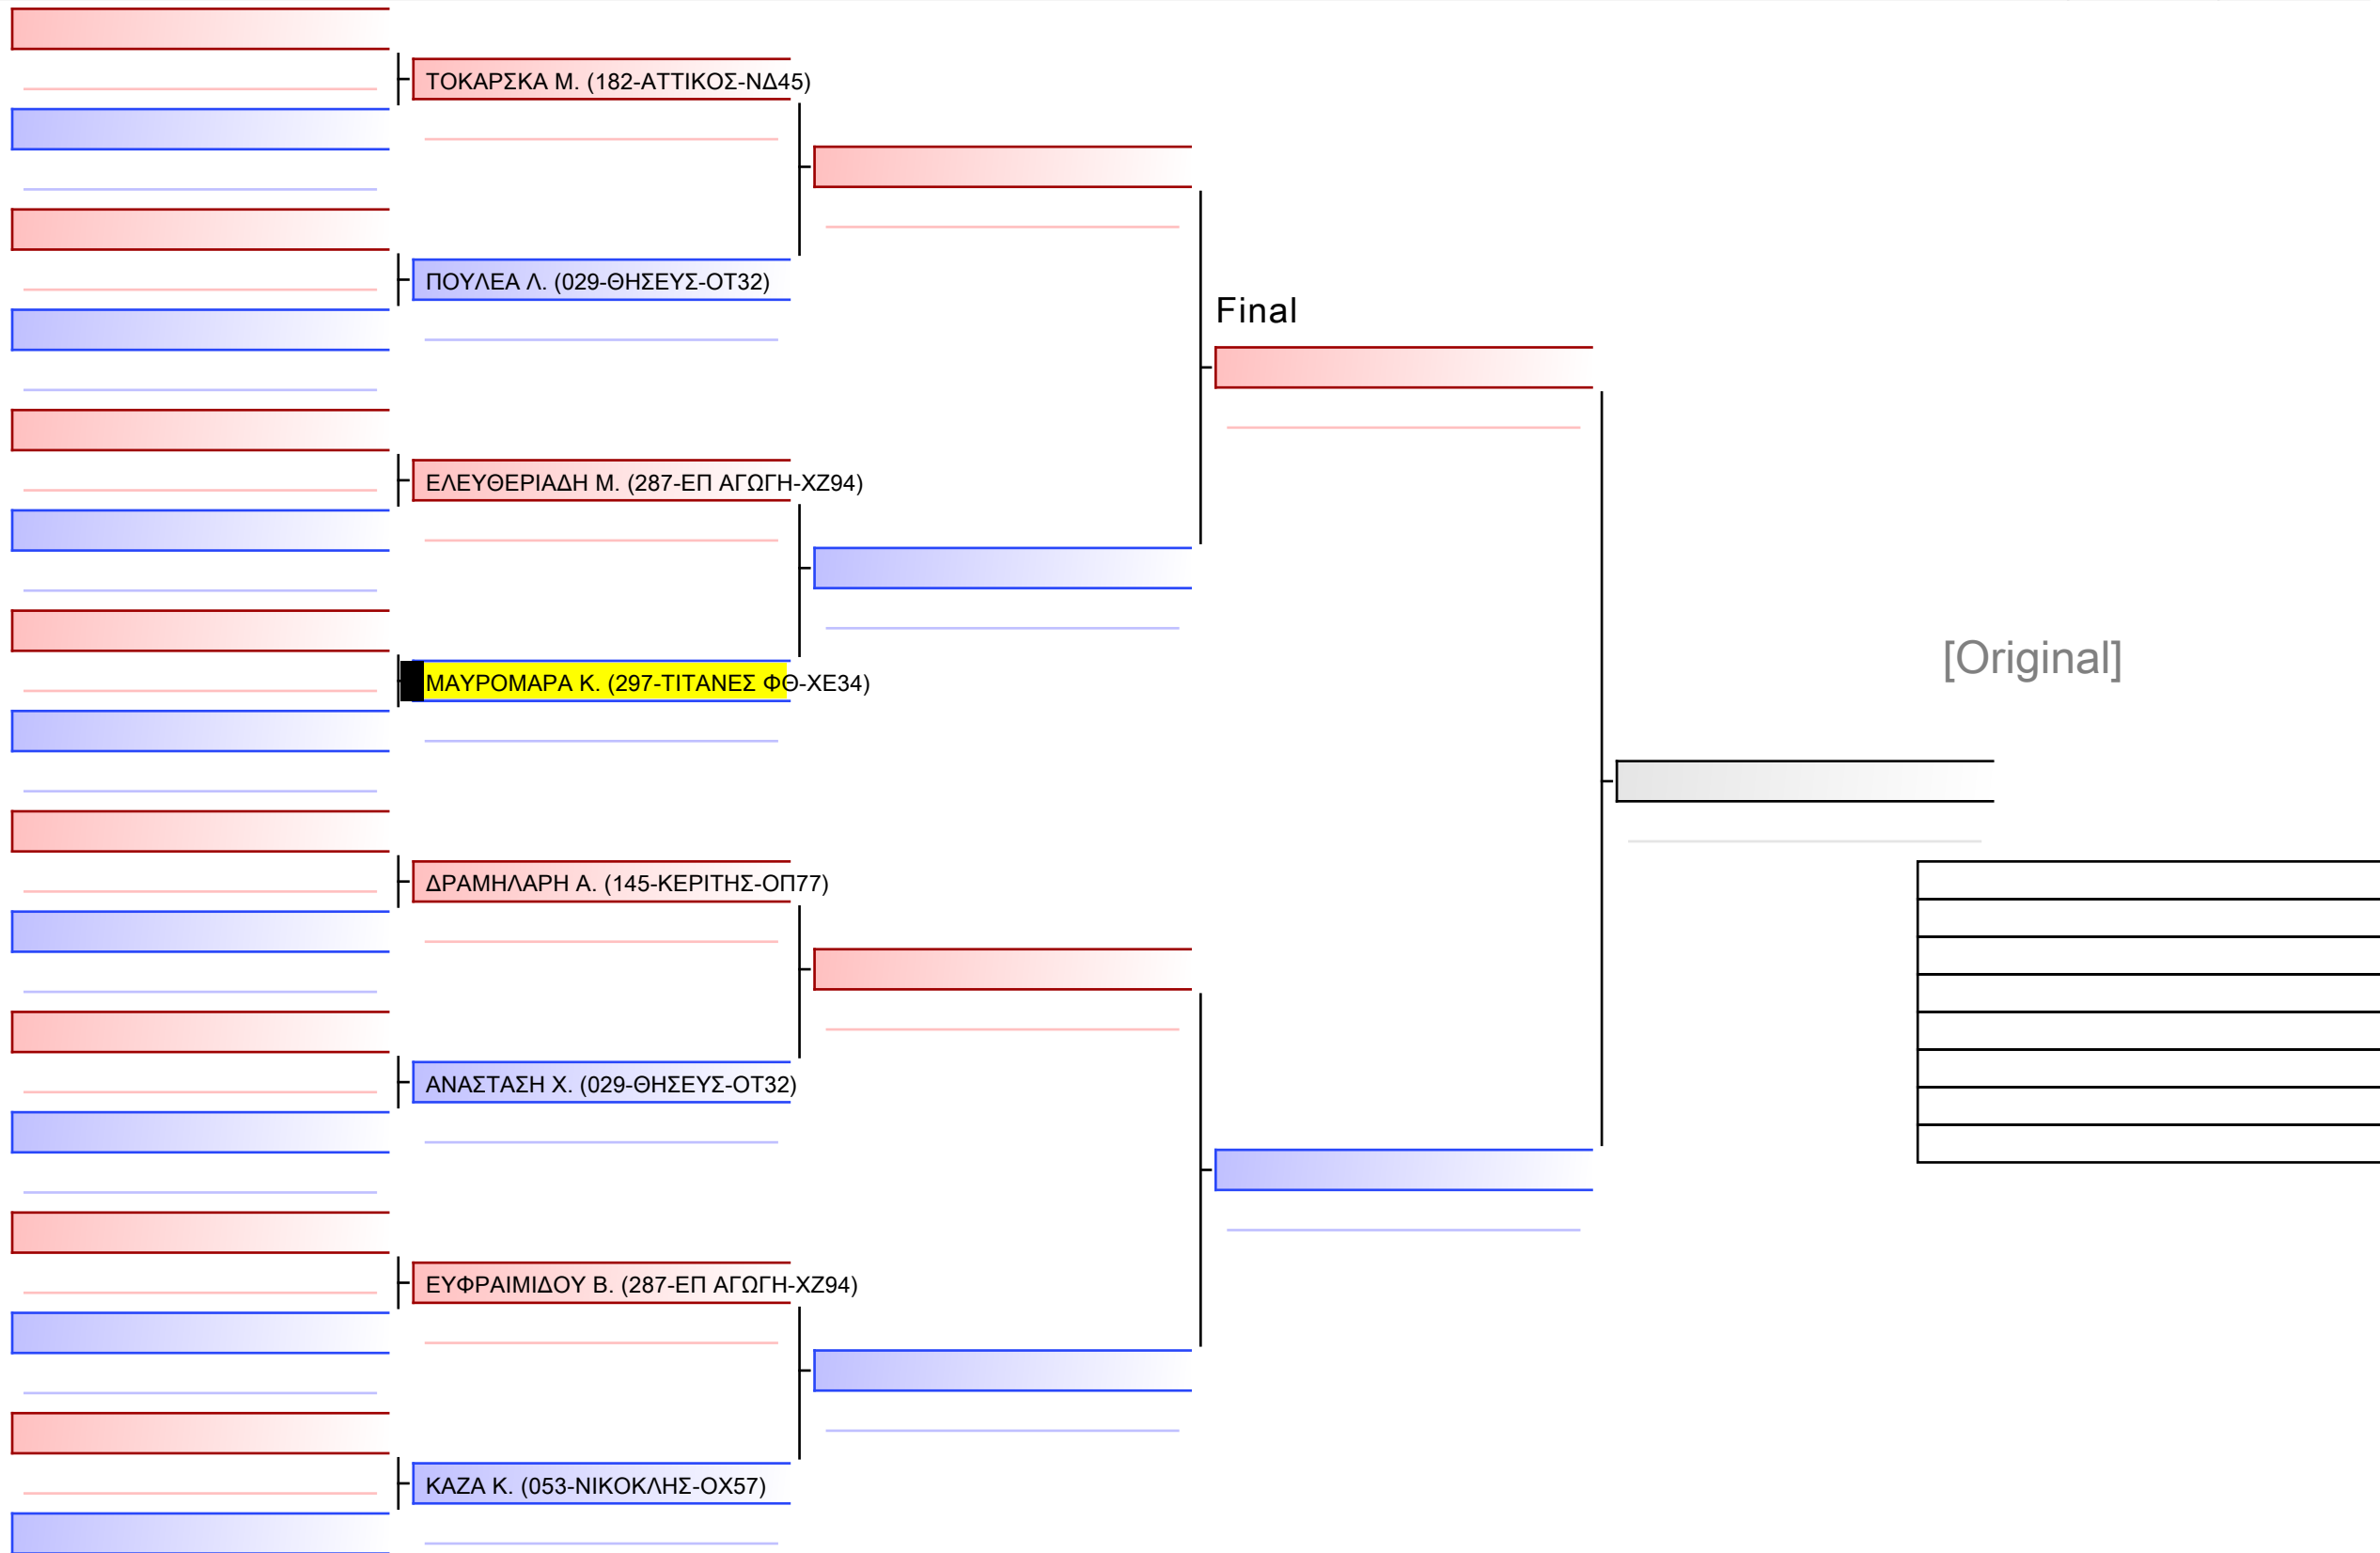 ΤΟΚΑΡΣΚΑ Μ. (182-ΑΤΤΙΚΟΣ-ΝΔ45)
ΠΟΥΛΕΑ Λ. (029-ΘΗΣΕΥΣ-ΟΤ32)
Final
ΕΛΕΥΘΕΡΙΑΔΗ Μ. (287-ΕΠ ΑΓΩΓΗ-ΧΖ94)
[Original]
ΜΑΥΡΟΜΑΡΑ Κ. (297-ΤΙΤΑΝΕΣ ΦΘ-ΧΕ34)
ΔΡΑΜΗΛΑΡΗ Α. (145-ΚΕΡΙΤΗΣ-ΟΠ77)
ΑΝΑΣΤΑΣΗ Χ. (029-ΘΗΣΕΥΣ-ΟΤ32)
ΕΥΦΡΑΙΜΙΔΟΥ Β. (287-ΕΠ ΑΓΩΓΗ-ΧΖ94)
ΚΑΖΑ Κ. (053-ΝΙΚΟΚΛΗΣ-ΟΧ57)